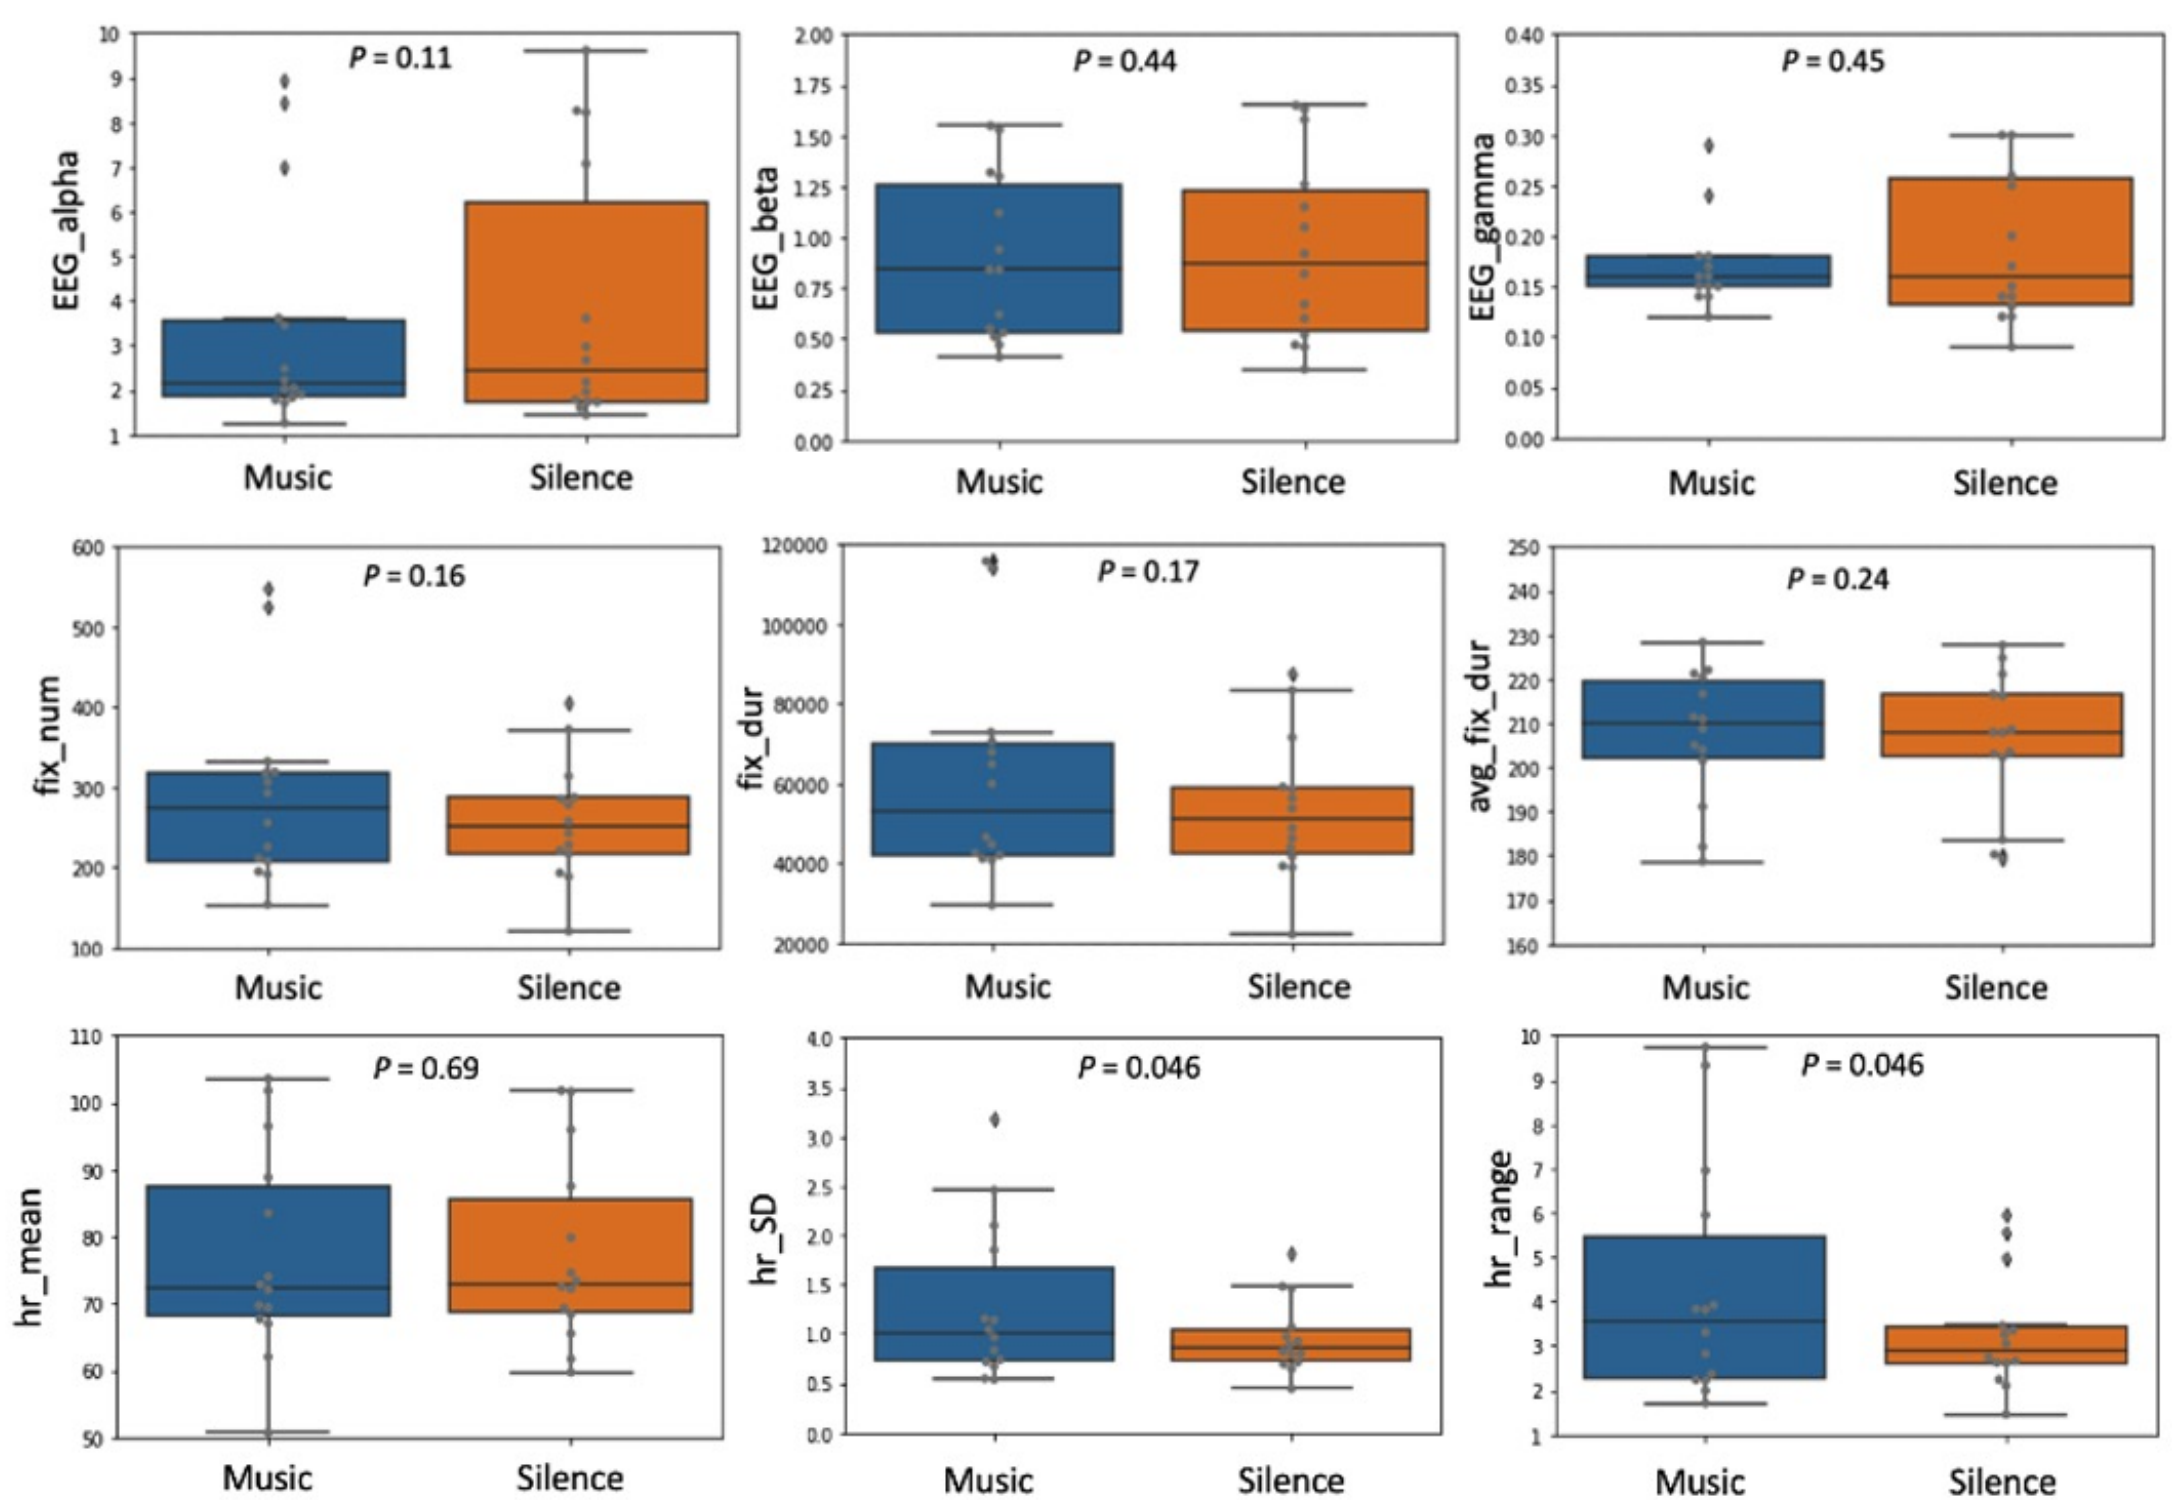 P = 0.11
EEG_alpha
10
9
8
7
6
5
4
3
2
1
Music
Silence
P = 0.44
EEG_beta
2.00
1.75
1.50
1.25
1.00
0.75
0.50
0.25
0.00
Music
Silence
P = 0.45
EEG_gamma
0.40
0.35
0.30
0.25
0.20
0.15
0.10
0.05
0.00
Music
Silence
P = 0.16
fix_num
600
500
400
300
200
100
Music
Silence
P = 0.17
fix_dur
120000
100000
80000
60000
40000
20000
Music
Silence
P = 0.24
avg_fix_dur
250
240
230
220
210
200
190
180
170
160
Music
Silence
P = 0.69
hr_mean
110
100
90
80
70
60
50
Music
Silence
P = 0.046
hr_SD
4.0
3.5
3.0
2.5
2.0
1.5
1.0
0.5
0.0
Music
Silence
P = 0.046
hr_range
10
9
8
7
6
5
4
3
2
1
Music
Silence